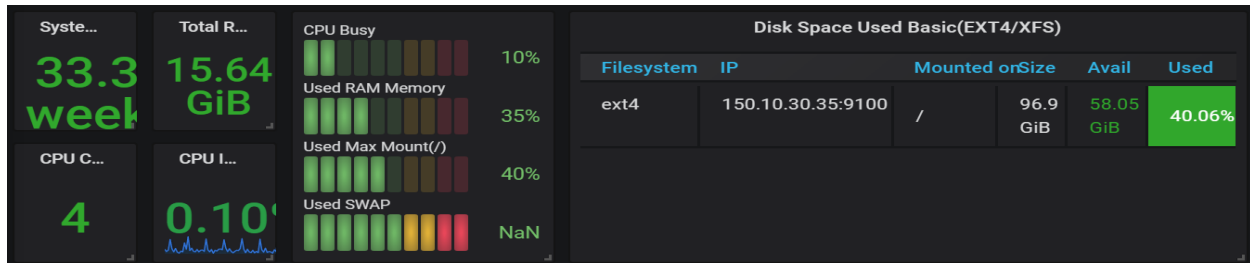 Syste...
33.3
week
Total R...
15.64
GiB
CPU C...
4
CPU I...
0.10
CPU Busy
10%
Used RAM Memory
35%
Used Max Mount(/)
40%
Used SWAP
NaN
Disk Space Used Basic(EXT4/XFS)
Filesystem IP Mounted on Size Avail Used
ext4 150.10.30.35:9100 / 96.9 GiB 58.05 GiB 40.06%